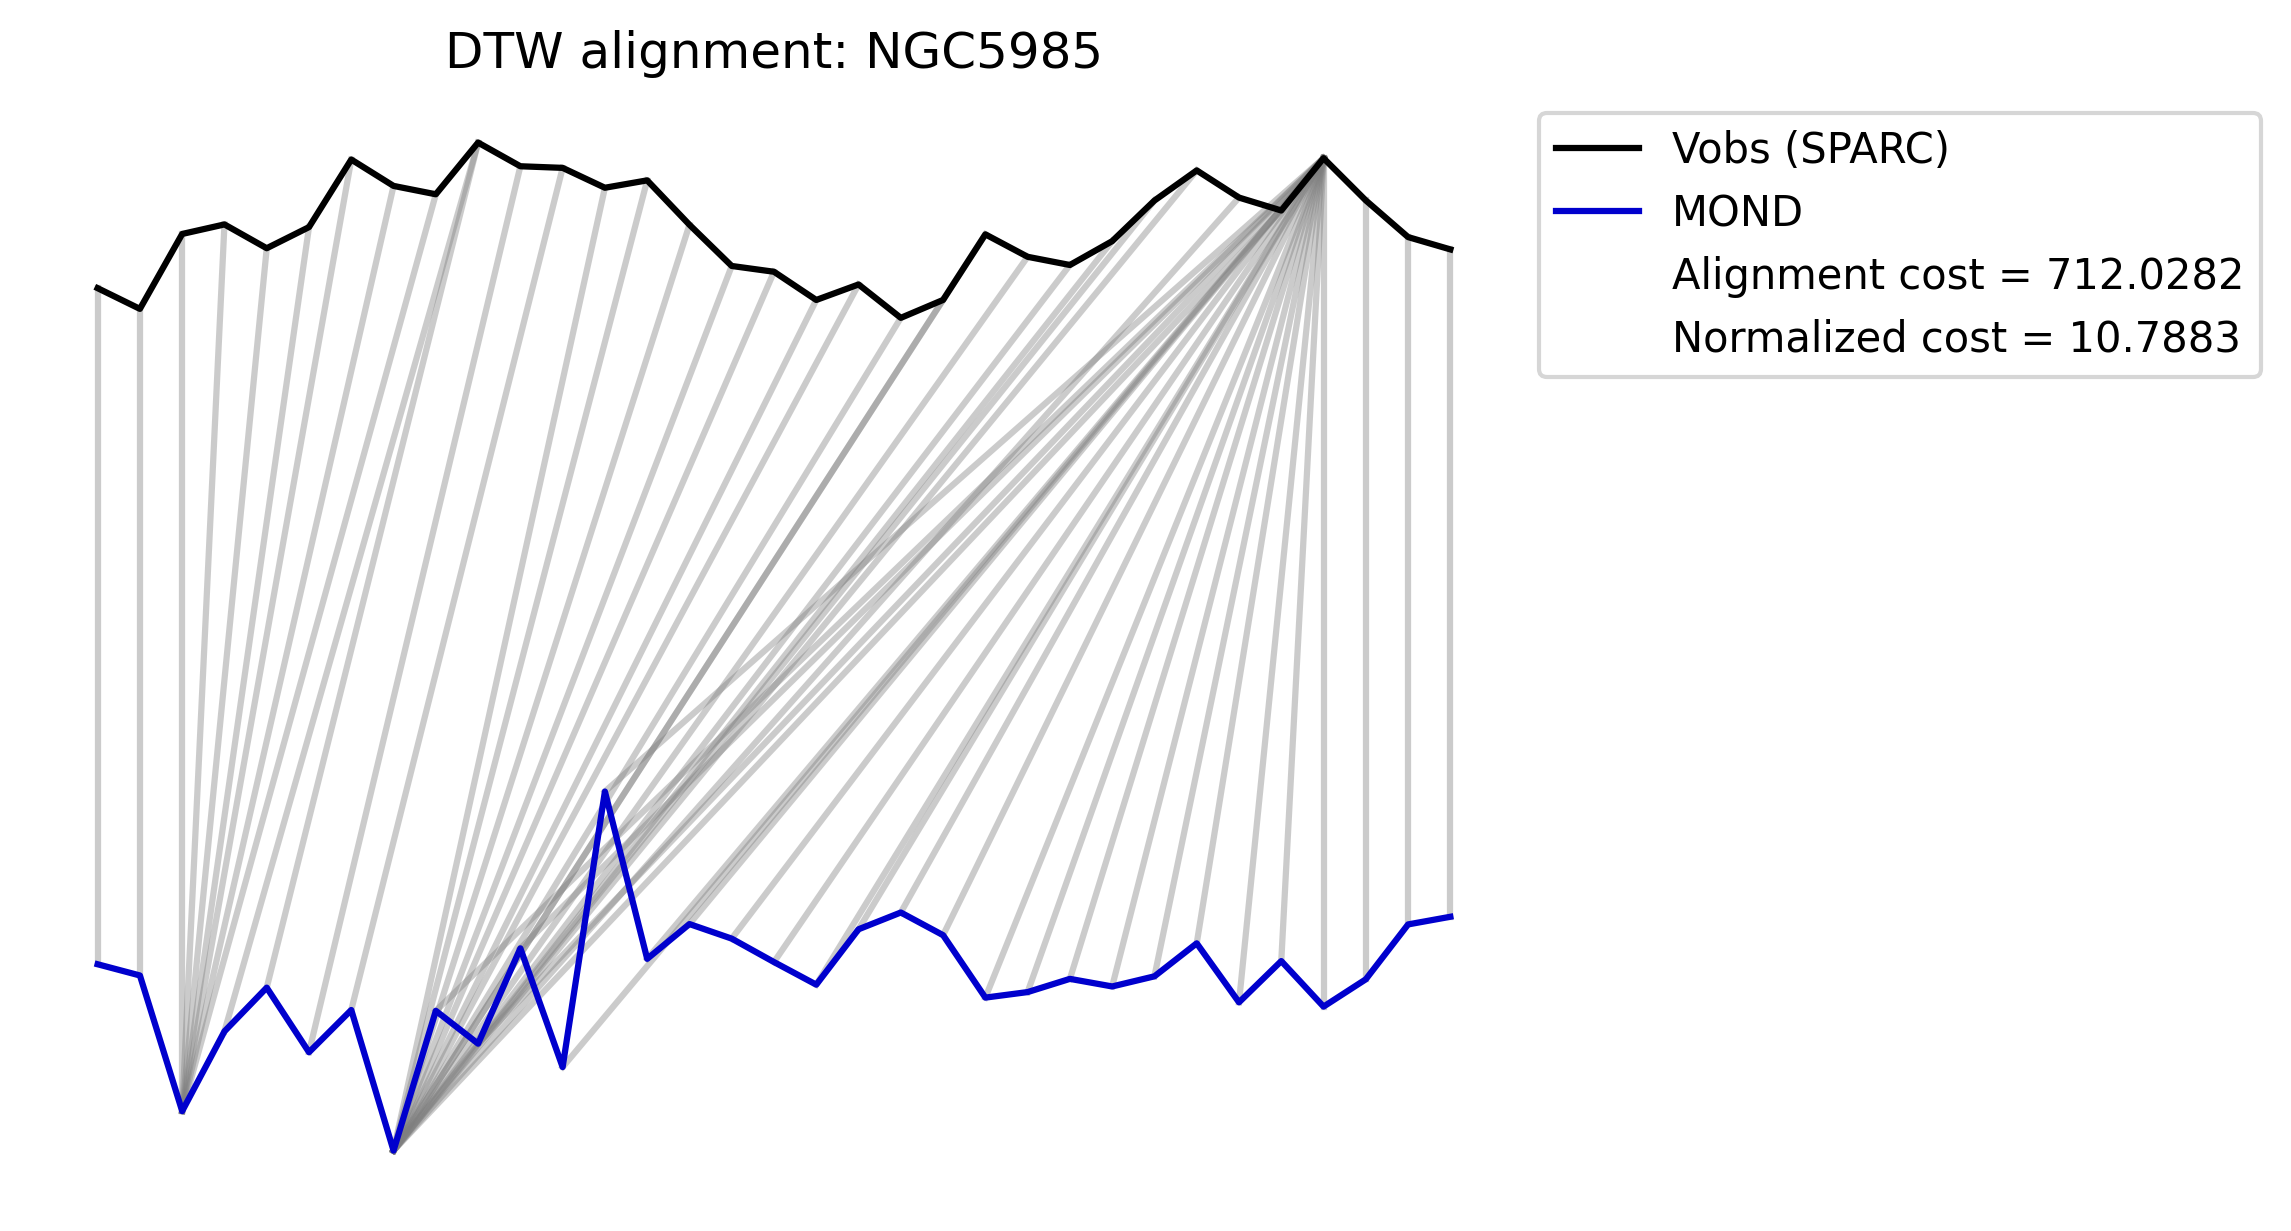 DTW alignment: NGC5985
Vobs (SPARC)
MOND
Alignment cost = 712.0282
Normalized cost = 10.7883